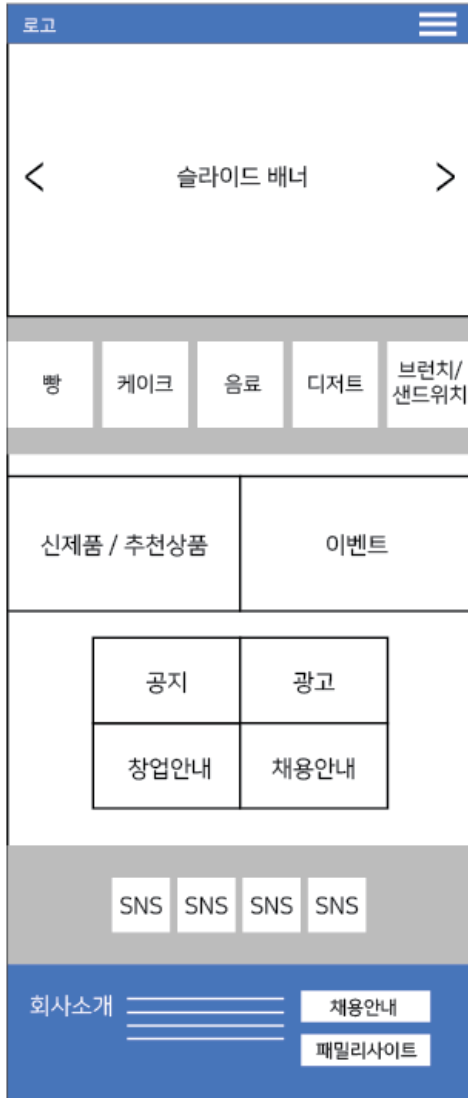 로고
<
슬라이드 배너
>
빵
케이크
음료
디저트
브런치/
샌드위치
신제품 / 추천상품
이벤트
공지
광고
창업안내
채용안내
SNS SNS SNS SNS
회사소개
채용안내
패밀리사이트